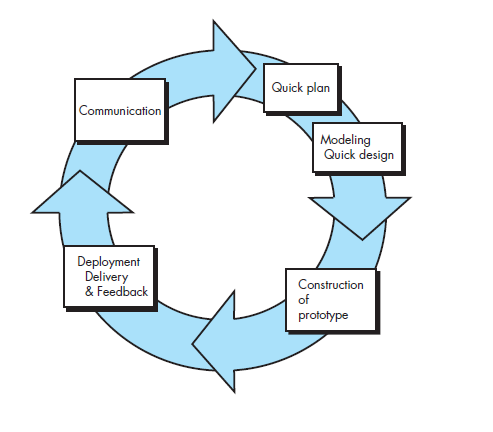 Communication
Quick plan
Modeling
Quick design
Construction
of
prototype
Deployment
Delivery
& Feedback